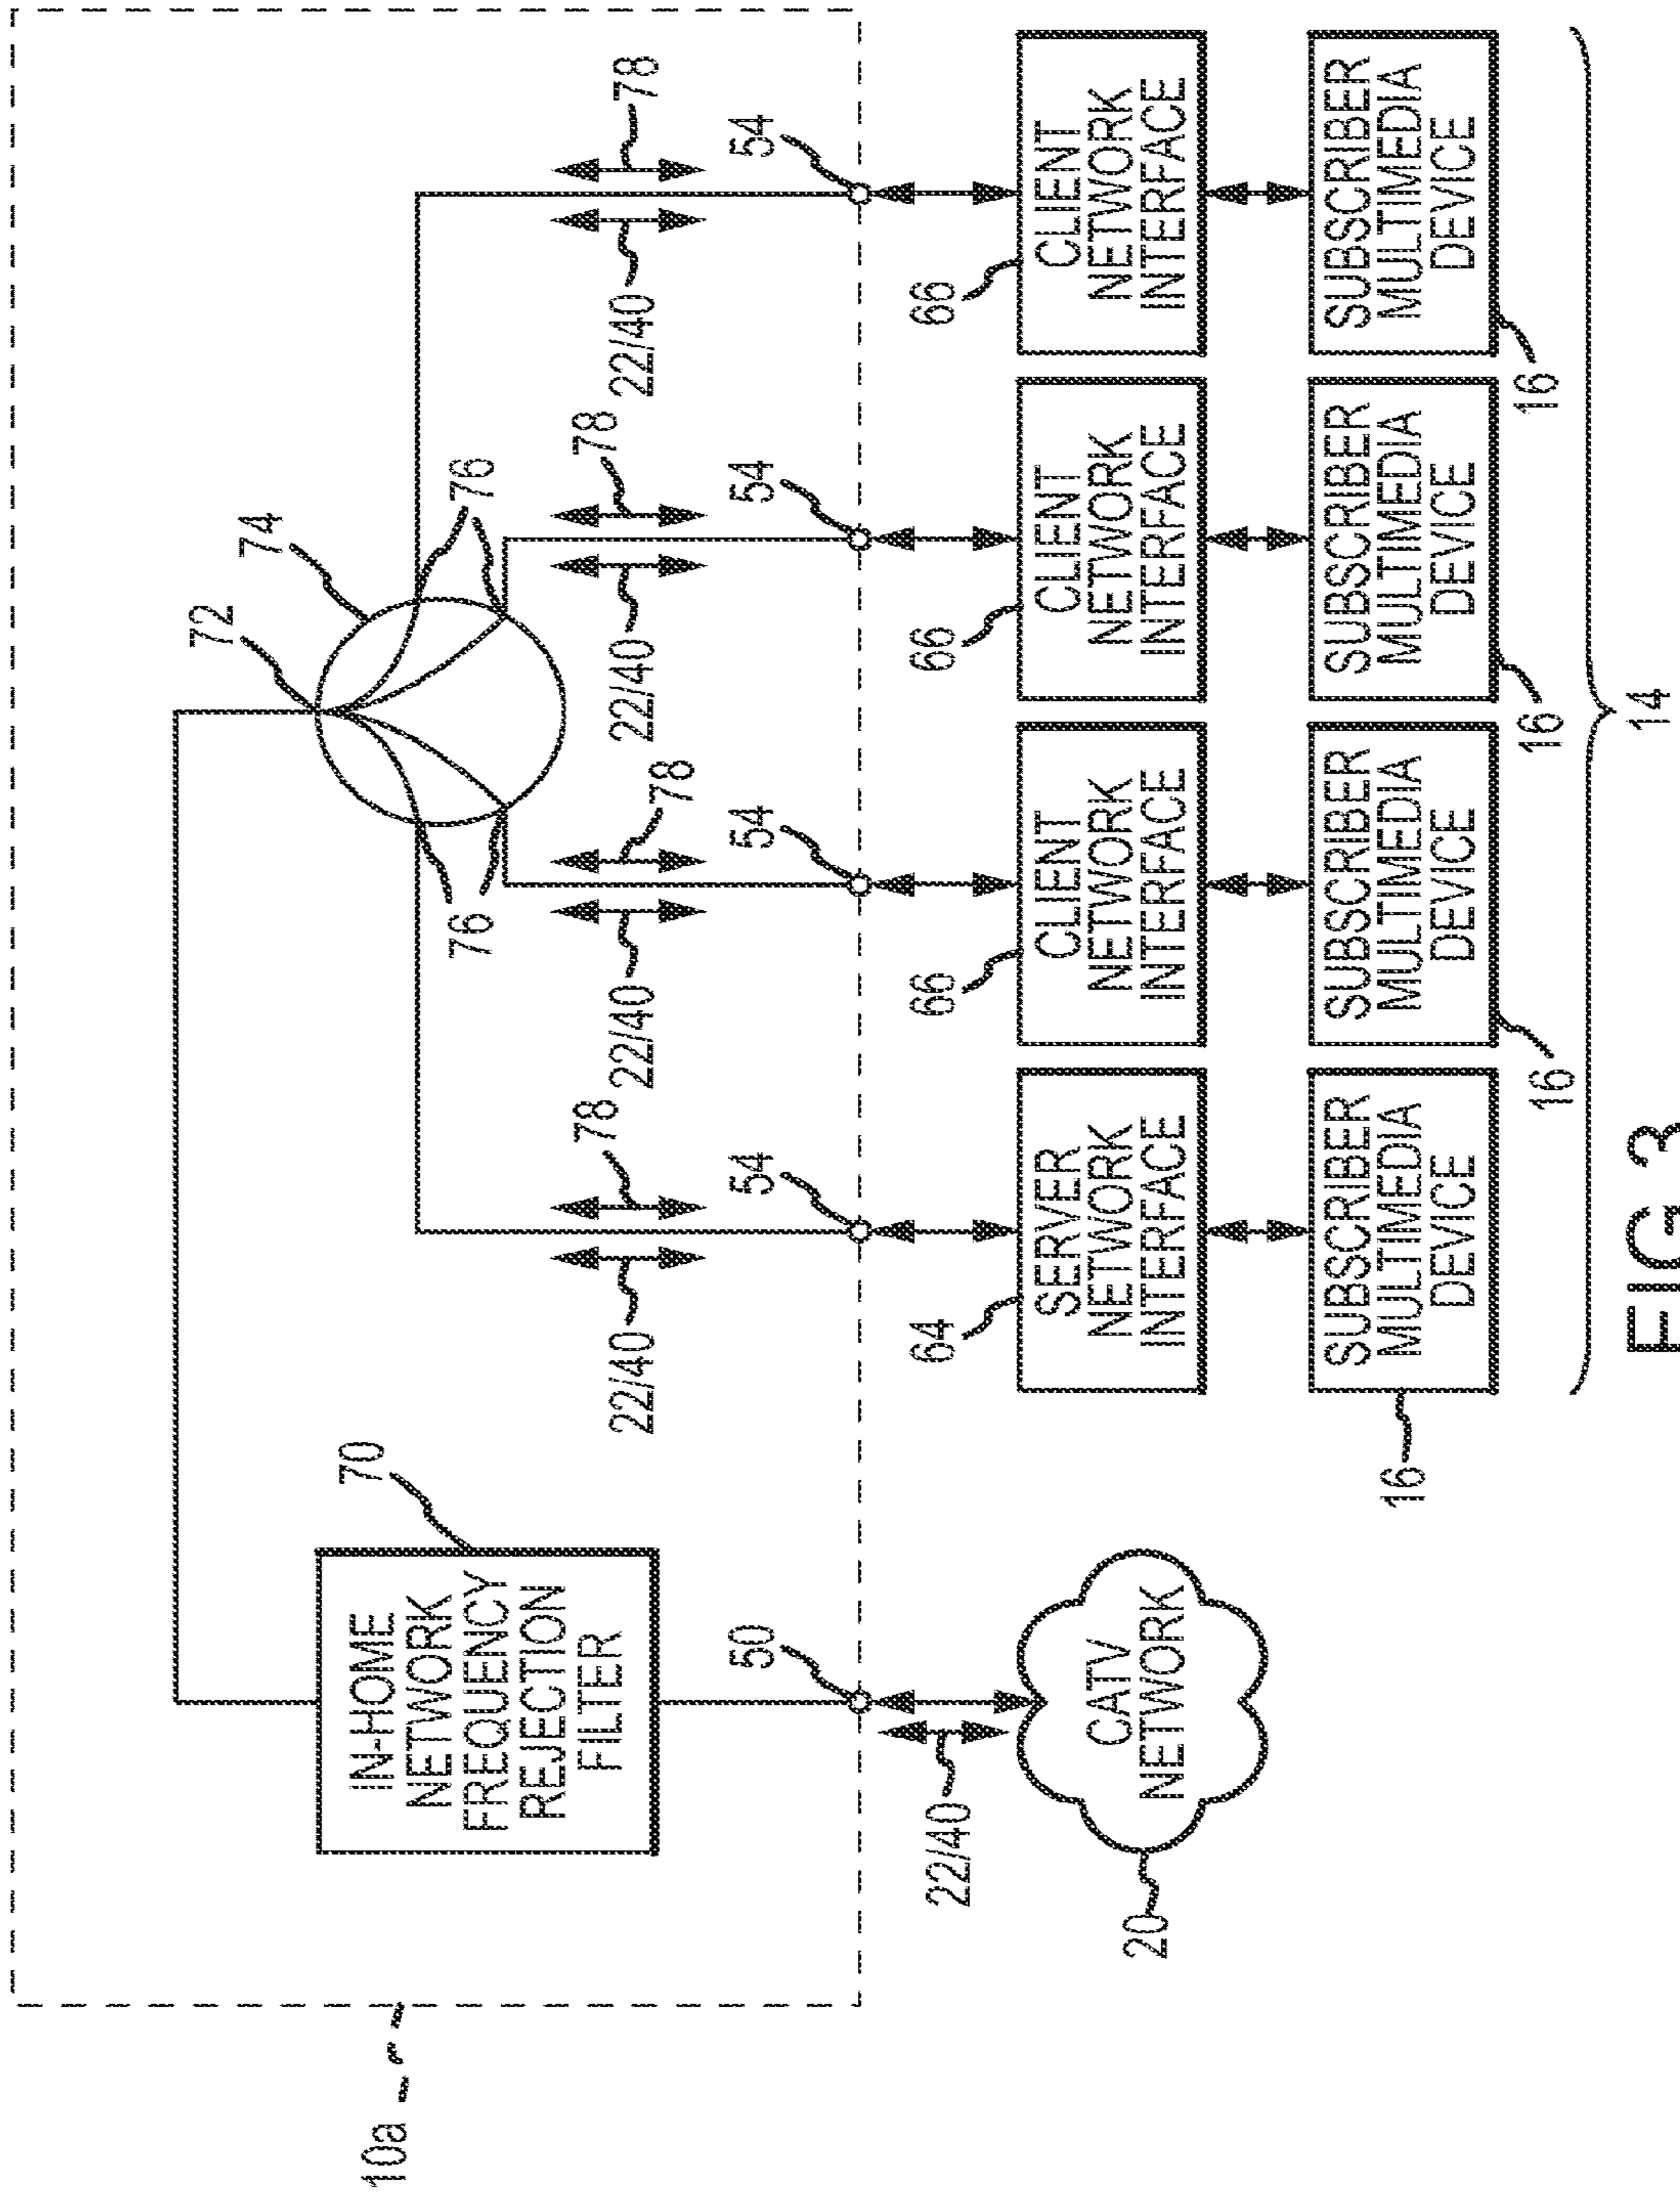 10a
IN-HOME
NETWORK
FREQUENCY
REJECTION
FILTER
70
72
74
76
76
22/40
78
22/40
78
22/40
78
22/40
78
50
54
54
54
54
22/40
20
CATV
NETWORK
64
SERVER
NETWORK
INTERFACE
66
CLIENT
NETWORK
INTERFACE
66
CLIENT
NETWORK
INTERFACE
66
CLIENT
NETWORK
INTERFACE
16
SUBSCRIBER
MULTIMEDIA
DEVICE
16
SUBSCRIBER
MULTIMEDIA
DEVICE
16
SUBSCRIBER
MULTIMEDIA
DEVICE
16
SUBSCRIBER
MULTIMEDIA
DEVICE
14
FIG. 3